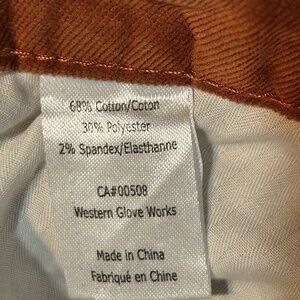 68% Cotton/Coton
30% Polyester
2% Spandex/Elasthanne
CA#00508
Western Glove Works
Made in China
Fabriqué en Chine